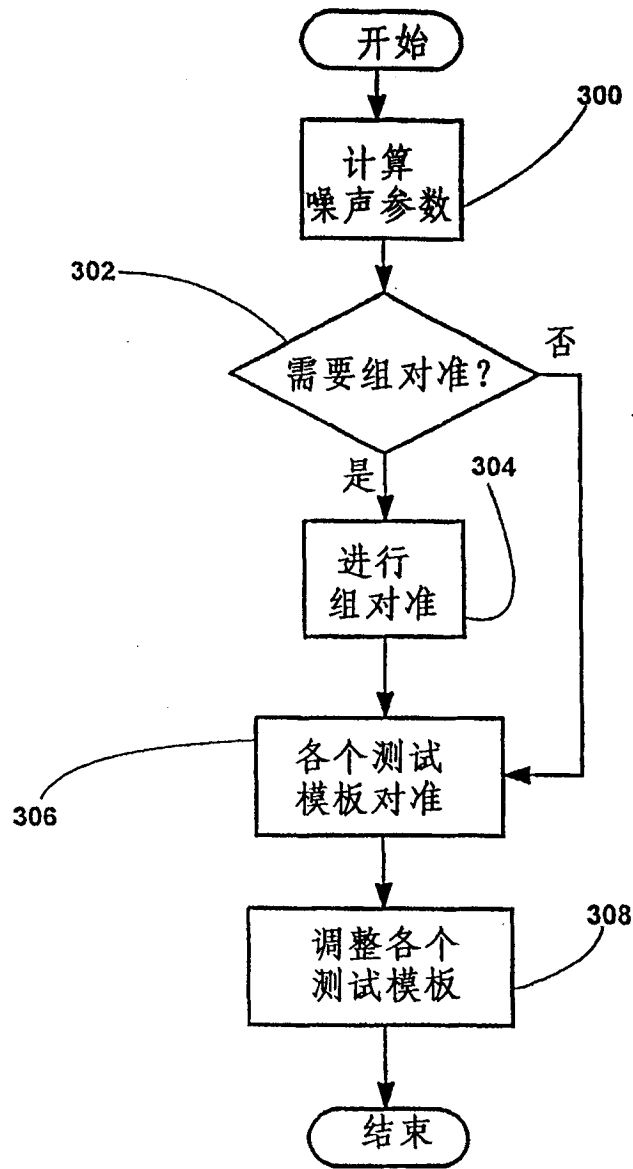 开始
300
计算
噪声参数
302
否
需要组对准？
是
304
进行
组对准
各个测试
模板对准
306
308
调整各个
测试模板
结束